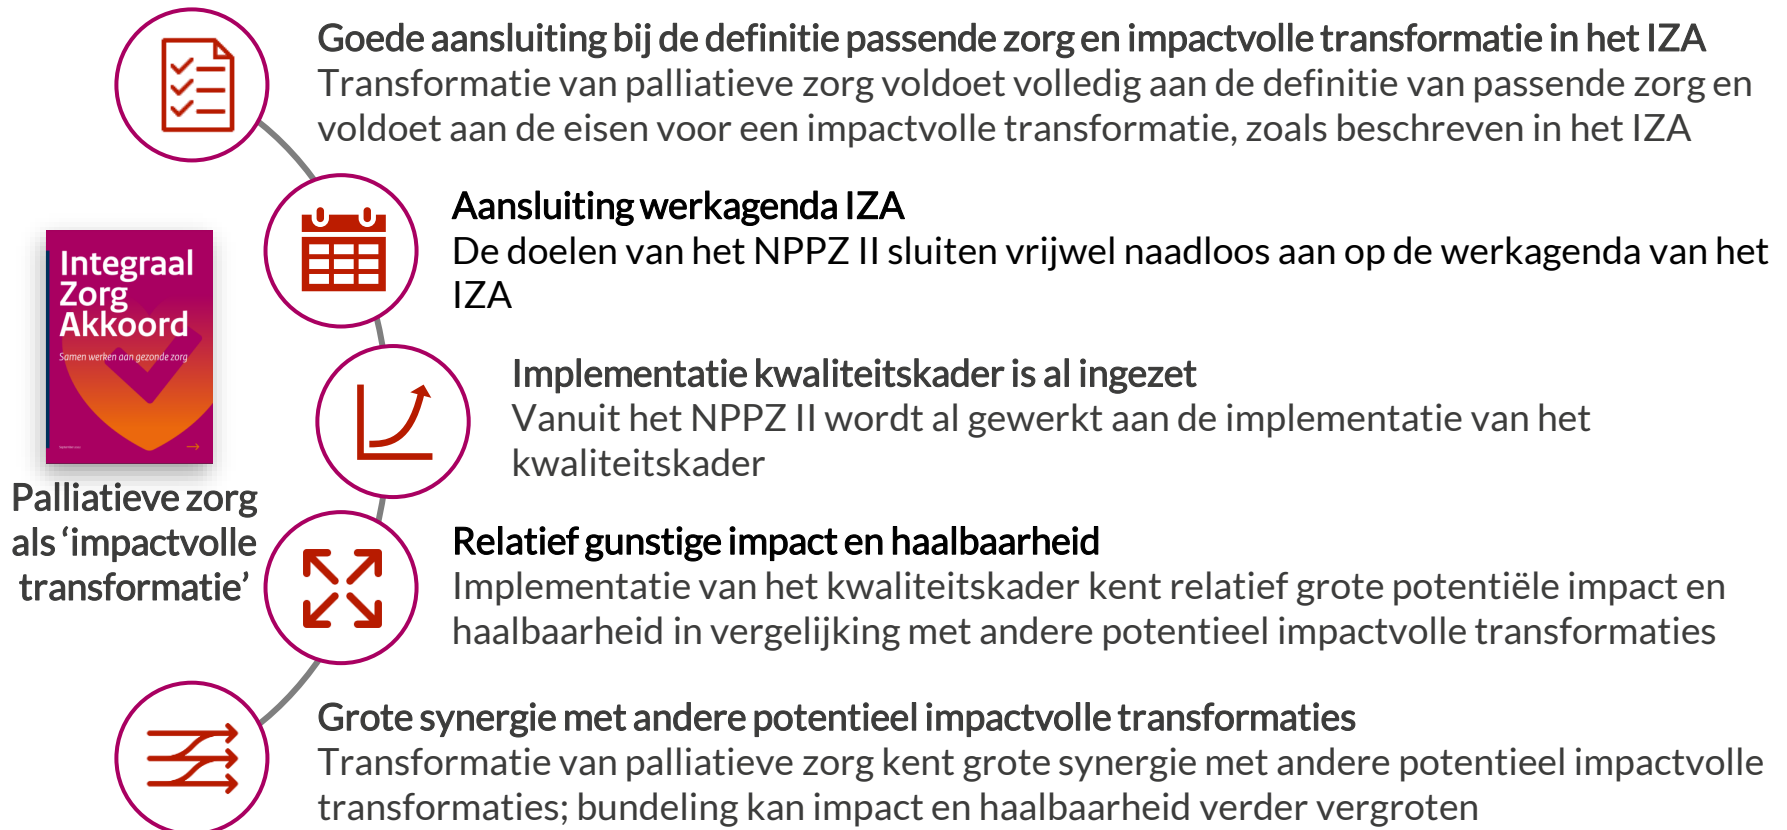 Goede aansluiting bij de definitie passende zorg en impactvolle transformatie in het IZA
Transformatie van palliatieve zorg voldoet volledig aan de definitie van passende zorg en
voldoet aan de eisen voor een impactvolle transformatie, zoals beschreven in het IZA
Aansluiting werkagenda IZA
De doelen van het NPPZ II sluiten vrijwel naadloos aan op de werkagenda van het
IZA
Integraal
Zorg
Akkoord
Samen werken aan gezonde zorg
Palliatieve zorg
als ‘impactvolle
transformatie’
Implementatie kwaliteitskader is al ingezet
Vanuit het NPPZ II wordt al gewerkt aan de implementatie van het
kwaliteitskader
Relatief gunstige impact en haalbaarheid
Implementatie van het kwaliteitskader kent relatief grote potentiële impact en
haalbaarheid in vergelijking met andere potentieel impactvolle transformaties
Grote synergie met andere potentieel impactvolle transformaties
Transformatie van palliatieve zorg kent grote synergie met andere potentieel impactvolle
transformaties; bundeling kan impact en haalbaarheid verder vergroten